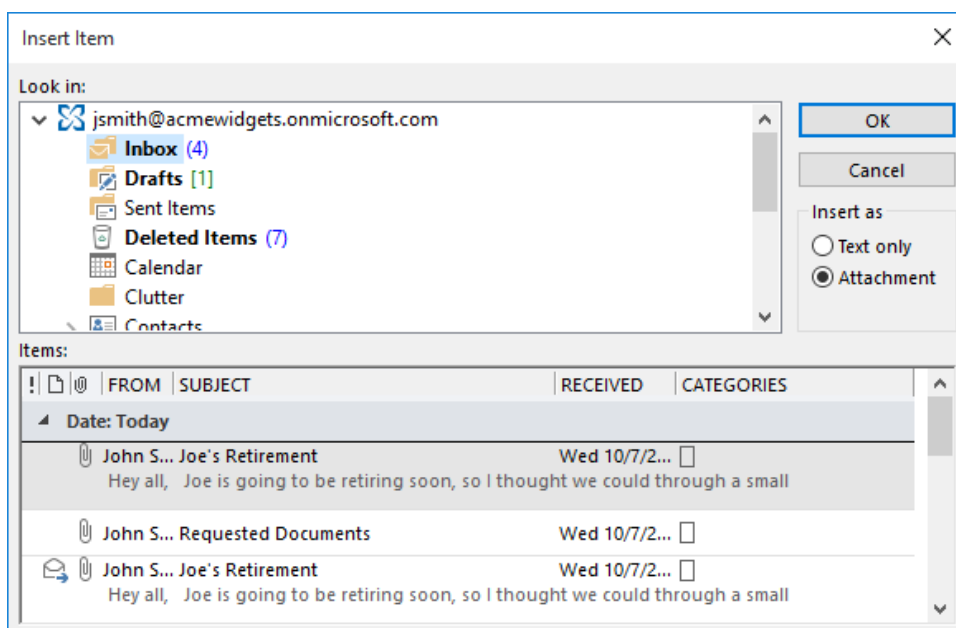 Insert Item
Look in:
jsmith@acmewidgets.onmicrosoft.com
Inbox (4)
Drafts [1]
Sent Items
Deleted Items (7)
Calendar
Clutter
Contacts
OK
Cancel
Insert as
Text only
Attachment
Items:
! FROM SUBJECT RECEIVED CATEGORIES
Date: Today
John S... Joe's Retirement Wed 10/7/2...
Hey all, Joe is going to be retiring soon, so I thought we could through a small
John S... Requested Documents Wed 10/7/2...
John S... Joe's Retirement Wed 10/7/2...
Hey all, Joe is going to be retiring soon, so I thought we could through a small